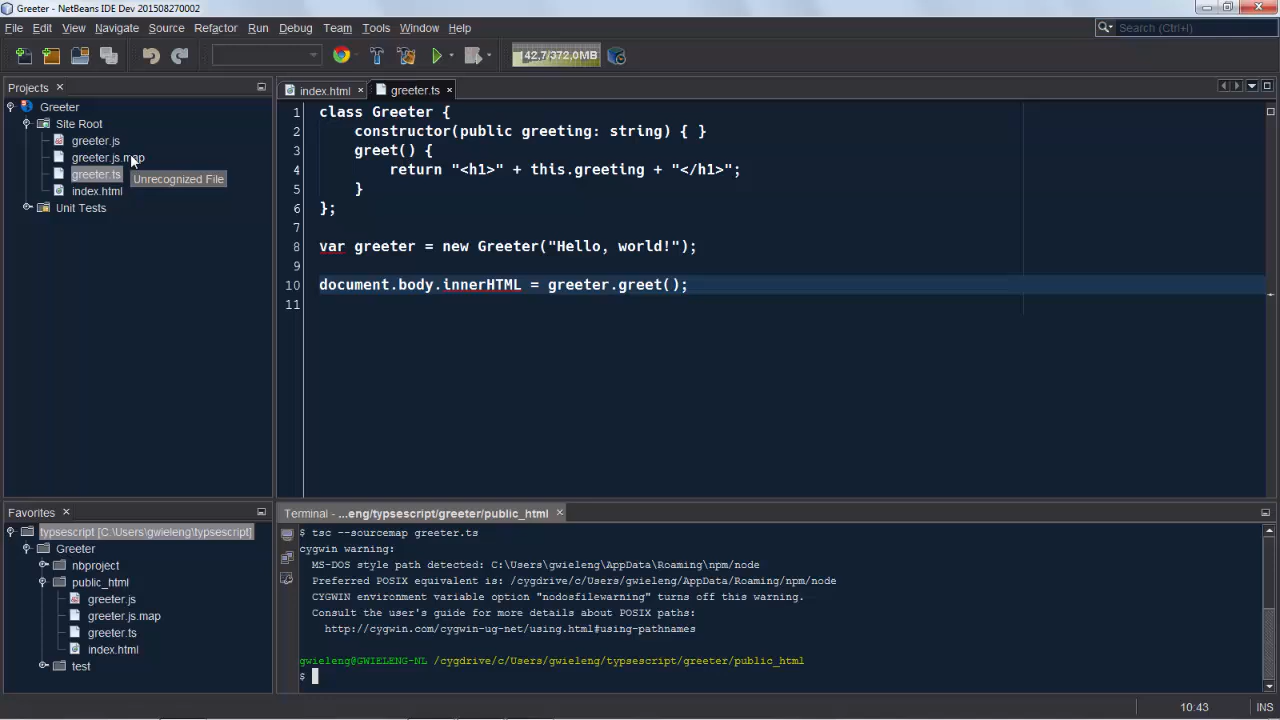 Greeter - NetBeans IDE Dev 201508270002
File Edit View Navigate Source Refactor Run Debug Team Tools Window Help
Search (Ctrl+I)
42,7/372,0MB
Projects
Greeter
Site Root
greeter.js
greeter.js.map
greeter.ts
Unrecognized File
index.html
Unit Tests
index.html greeter.ts
1 class Greeter {
2 constructor(public greeting: string) { }
3 greet() {
4 return "<h1>" + this.greeting + "</h1>";
5 }
6 };
7
8 var greeter = new Greeter("Hello, world!");
9
10 document.body.innerHTML = greeter.greet();
11
Favorites
typsescript [C:\Users\gwieleng\typsescript]
Greeter
nbproject
public_html
greeter.js
greeter.js.map
greeter.ts
index.html
test
Terminal - ...eng/typsescript/greeter/public_html
$ tsc --sourcemap greeter.ts
cygwin warning:
MS-DOS style path detected: C:\Users\gwieleng\AppData\Roaming\npm/node
Preferred POSIX equivalent is: /cygdrive/c/Users/gwieleng/AppData/Roaming/npm/node
CYGWIN environment variable option "nodosfilewarning" turns off this warning.
Consult the user's guide for more details about POSIX paths:
http://cygwin.com/cygwin-ug-net/using.html#using-pathnames
gwieleng@GWIELENG-NL /cygdrive/c/Users/gwieleng/typsescript/greeter/public_html
$
10:43 INS